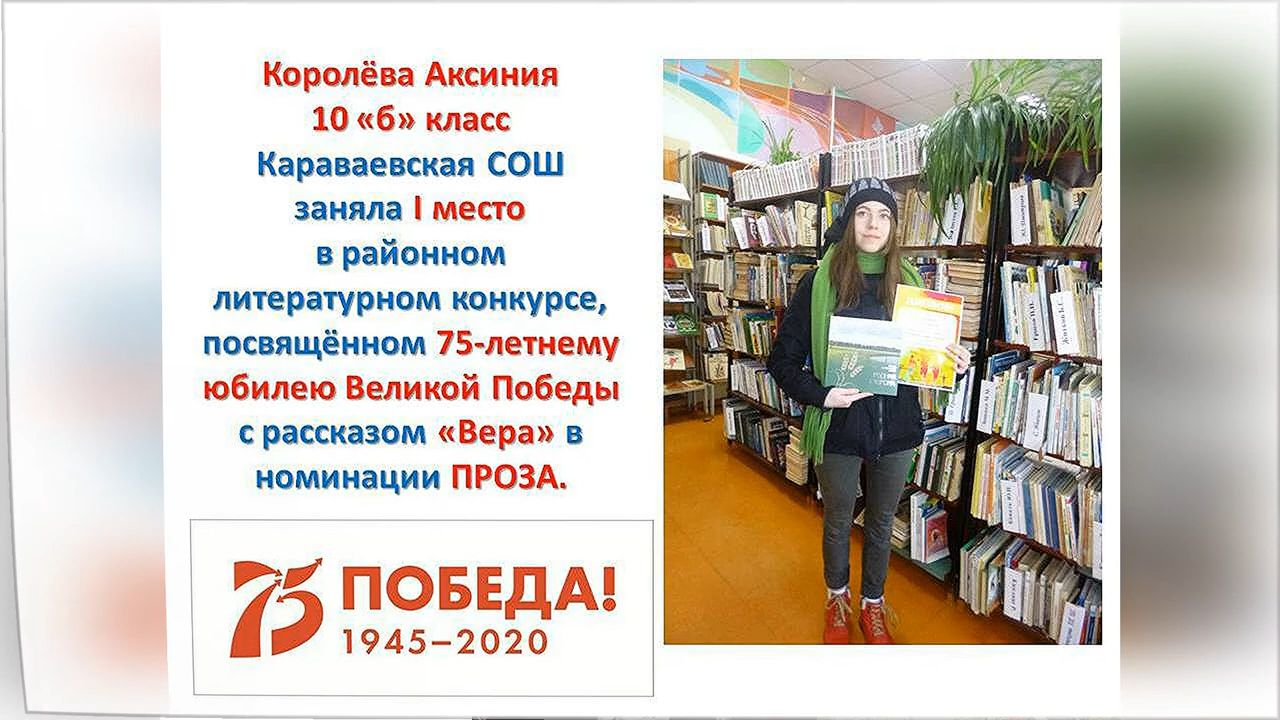 Королёва Аксиния
10 «б» класс
Караваевская СОШ
заняла I место
в районном
литературном конкурсе,
посвящённом 75-летнему
юбилею Великой Победы
с рассказом «Вера» в
номинации ПРОЗА.
75 ПОБЕДА!
1945–2020